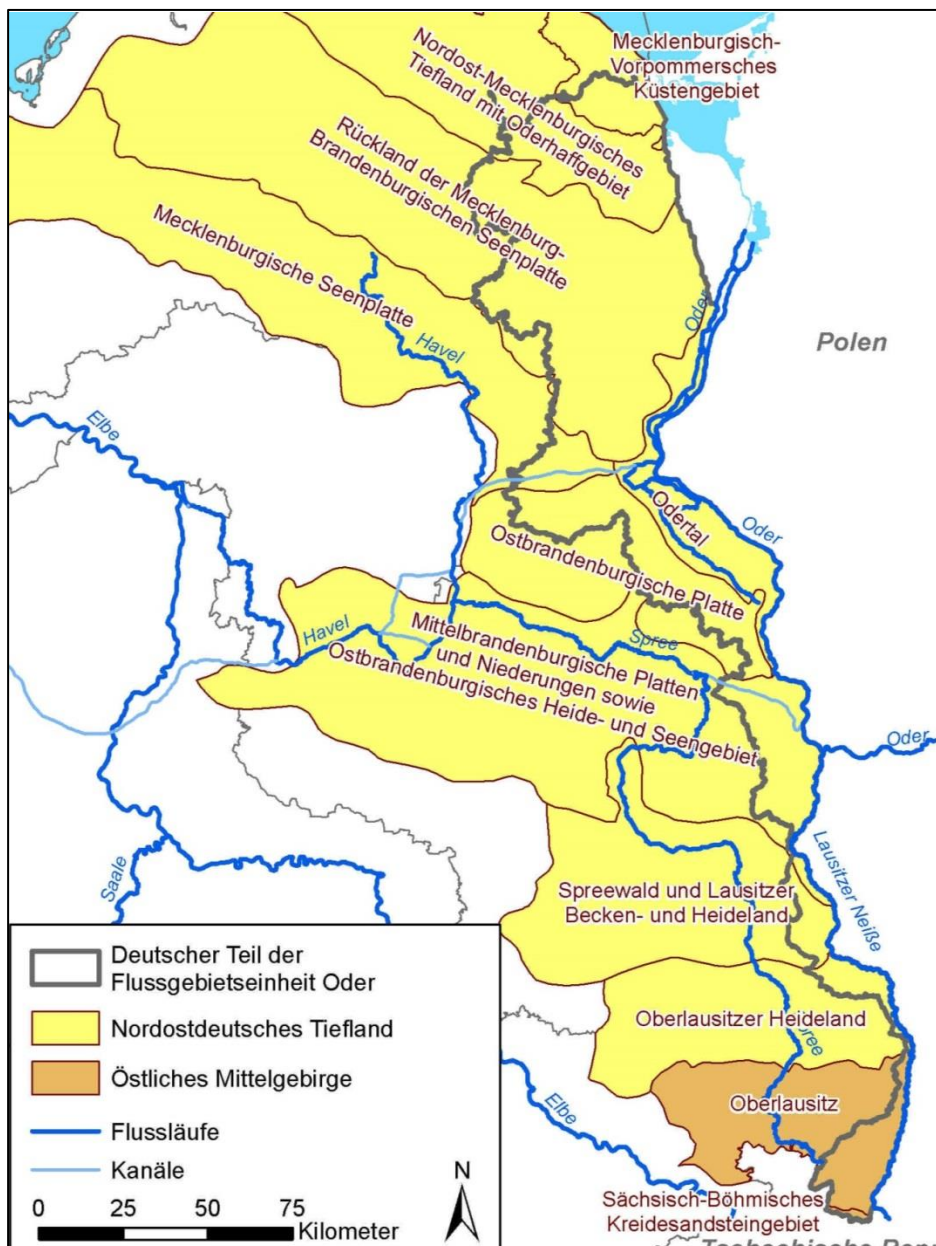 Mecklenburgisch-
Vorpommersches
Küstengebiet
Nordost-Mecklenburgisches
Tiefland mit Oderhaffgebiet
Rückland der Mecklenburg-
Brandenburgischen Seenplatte
Mecklenburgische Seenplatte
Oder
Polen
Havel
Elbe
Odertal
Oder
Ostbrandenburgische Platte
Havel
Spree
Mittelbrandenburgische Platten
und Niederungen sowie
Ostbrandenburgisches Heide- und Seengebiet
Oder
Saale
Lausitzer Neiße
Spreewald und Lausitzer
Becken- und Heideland
Oberlausitzer Heideland
Spree
Oberlausitz
Elbe
Sächsisch-Böhmisches
Kreidesandsteingebiet
Tschechische
Deutscher Teil der
Flussgebietseinheit Oder
Nordostdeutsches Tiefland
Östliches Mittelgebirge
Flussläufe
Kanäle
N
0 25 50 75
Kilometer